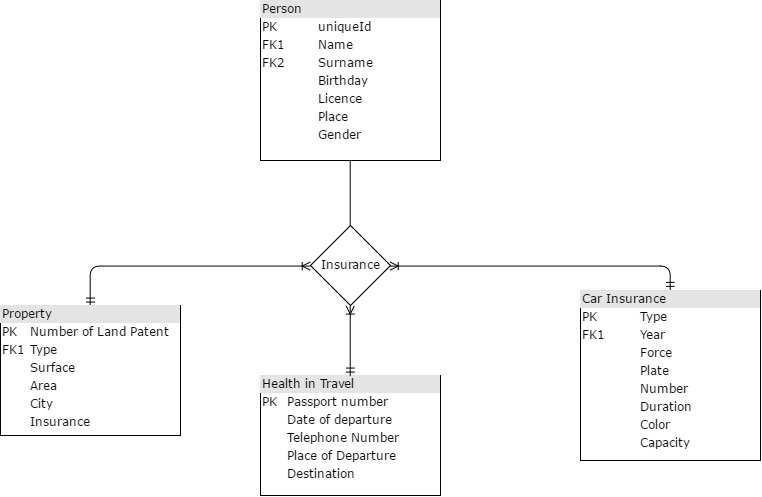 Person
PK uniqueId
FK1 Name
FK2 Surname
Birthday
Licence
Place
Gender
Insurance
Property
PK Number of Land Patent
FK1 Type
Surface
Area
City
Insurance
Health in Travel
PK Passport number
Date of departure
Telephone Number
Place of Departure
Destination
Car Insurance
PK Type
FK1 Year
Force
Plate
Number
Duration
Color
Capacity